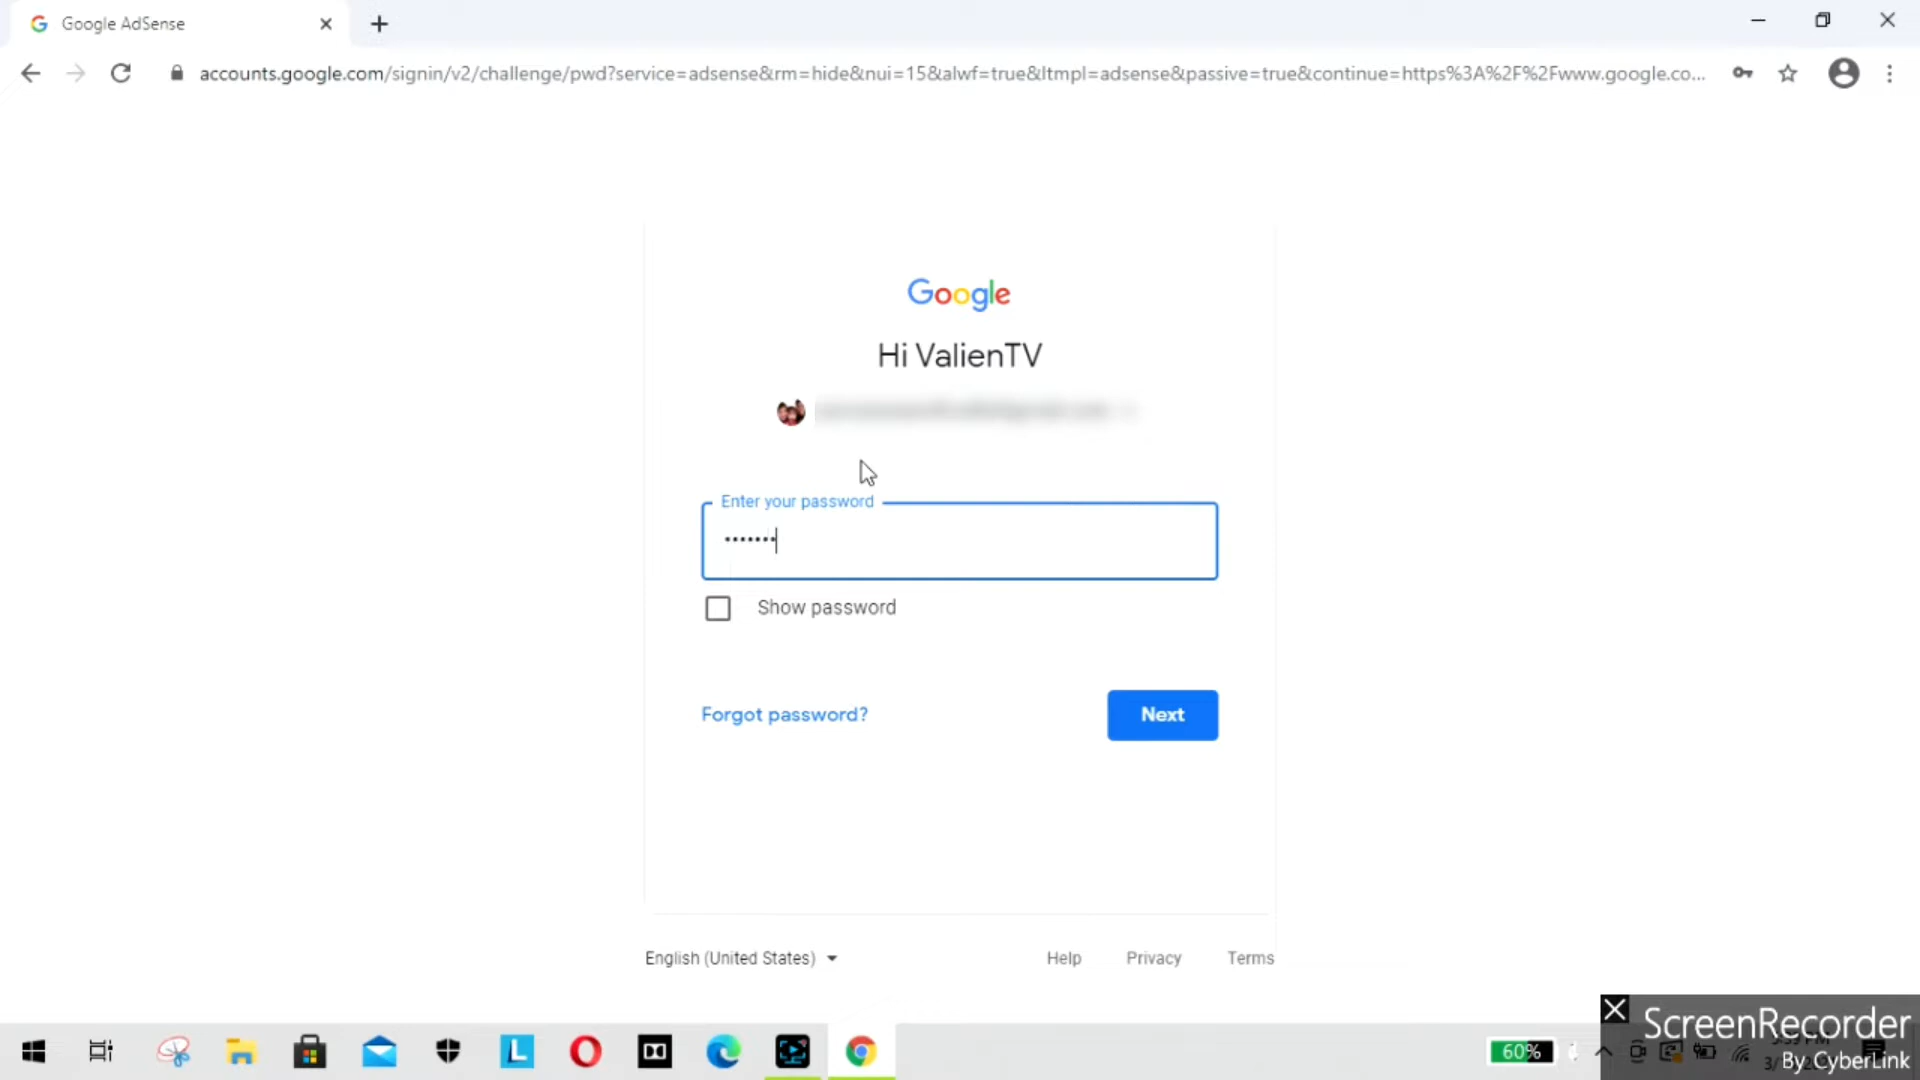 Google AdSense
accounts.google.com/signin/v2/challenge/pwd?service=adsense&rm=hide&nui=15&alwf=true&ltmpl=adsense&passive=true&continue=https%3A%2F%2Fwww.google.co...
Google
Hi ValienTV
Enter your password
Show password
Forgot password?
Next
English (United States)
Help
Privacy
Terms
60%
ScreenRecorder
By CyberLink